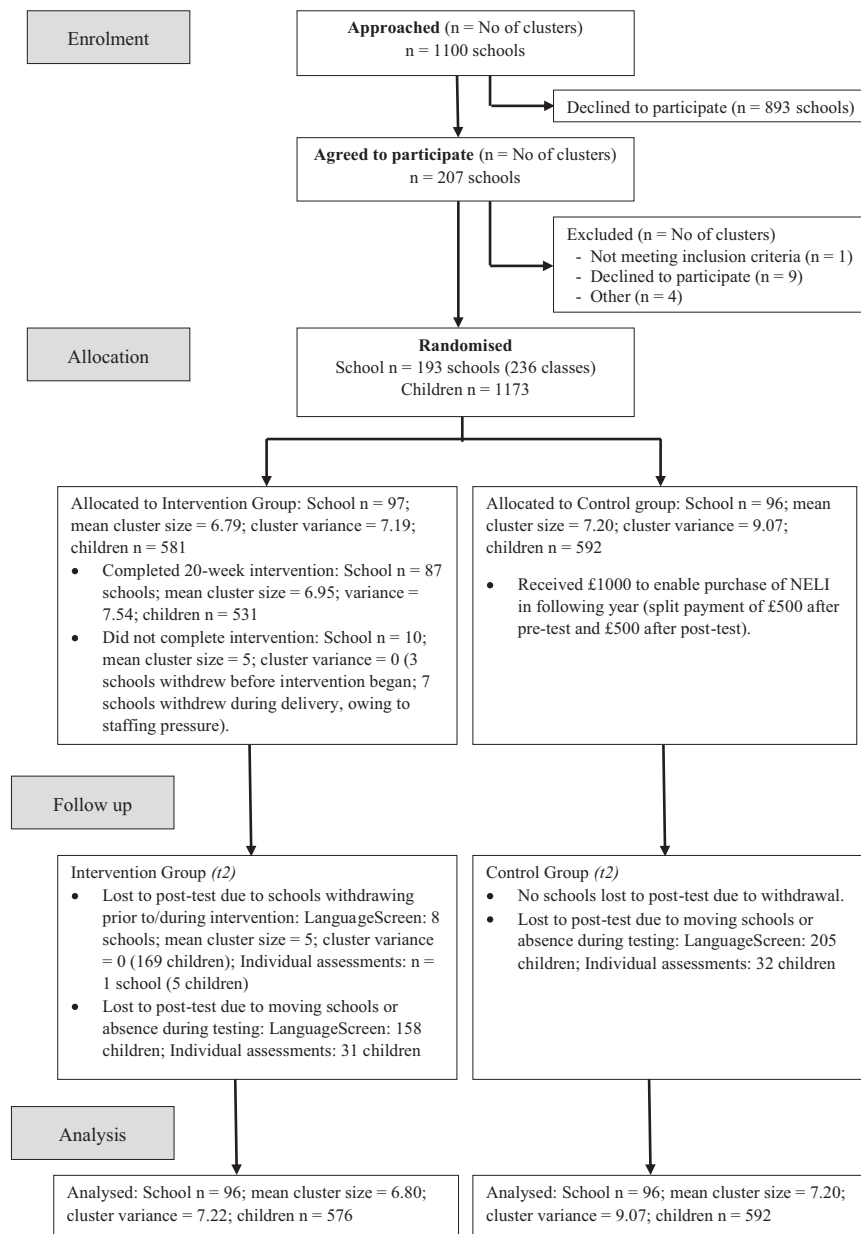 Enrolment
Approached (n = No of clusters)
n = 1100 schools
Declined to participate (n = 893 schools)
Agreed to participate (n = No of clusters)
n = 207 schools
Excluded (n = No of clusters)
- Not meeting inclusion criteria (n = 1)
- Declined to participate (n = 9)
- Other (n = 4)
Allocation
Randomised
School n = 193 schools (236 classes)
Children n = 1173
Allocated to Intervention Group: School n = 97;
mean cluster size = 6.79; cluster variance = 7.19;
children n = 581
• Completed 20-week intervention: School n = 87
schools; mean cluster size = 6.95; variance =
7.54; children n = 531
• Did not complete intervention: School n = 10;
mean cluster size = 5; cluster variance = 0 (3
schools withdrew before intervention began; 7
schools withdrew during delivery, owing to
staffing pressure).
Allocated to Control group: School n = 96; mean
cluster size = 7.20; cluster variance = 9.07;
children n = 592
• Received £1000 to enable purchase of NELI
in following year (split payment of £500 after
pre-test and £500 after post-test).
Follow up
Intervention Group (t2)
• Lost to post-test due to schools withdrawing
prior to/during intervention: LanguageScreen: 8
schools; mean cluster size = 5; cluster variance
= 0 (169 children); Individual assessments: n =
1 school (5 children)
• Lost to post-test due to moving schools or
absence during testing: LanguageScreen: 158
children; Individual assessments: 31 children
Control Group (t2)
• No schools lost to post-test due to withdrawal.
• Lost to post-test due to moving schools or
absence during testing: LanguageScreen: 205
children; Individual assessments: 32 children
Analysis
Analysed: School n = 96; mean cluster size = 6.80;
cluster variance = 7.22; children n = 576
Analysed: School n = 96; mean cluster size = 7.20;
cluster variance = 9.07; children n = 592